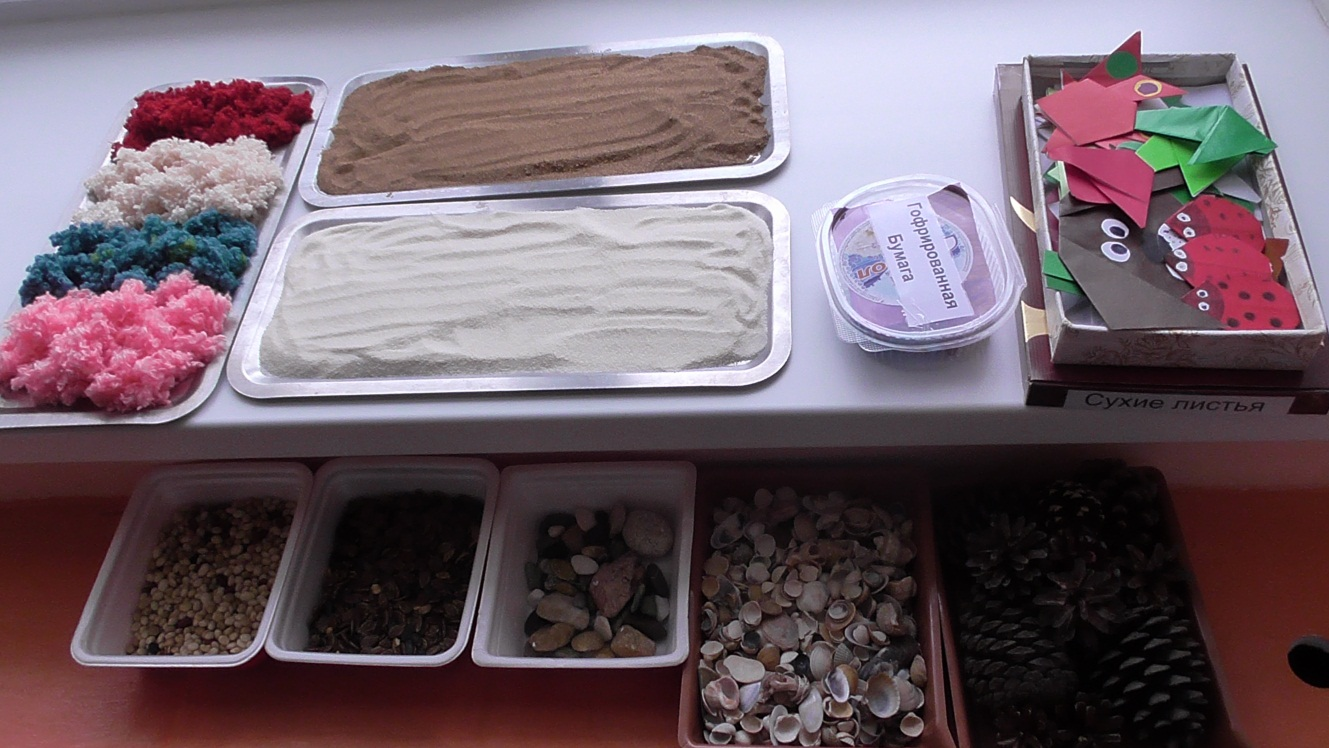 Гофрированная
Бумага
Сухие листья